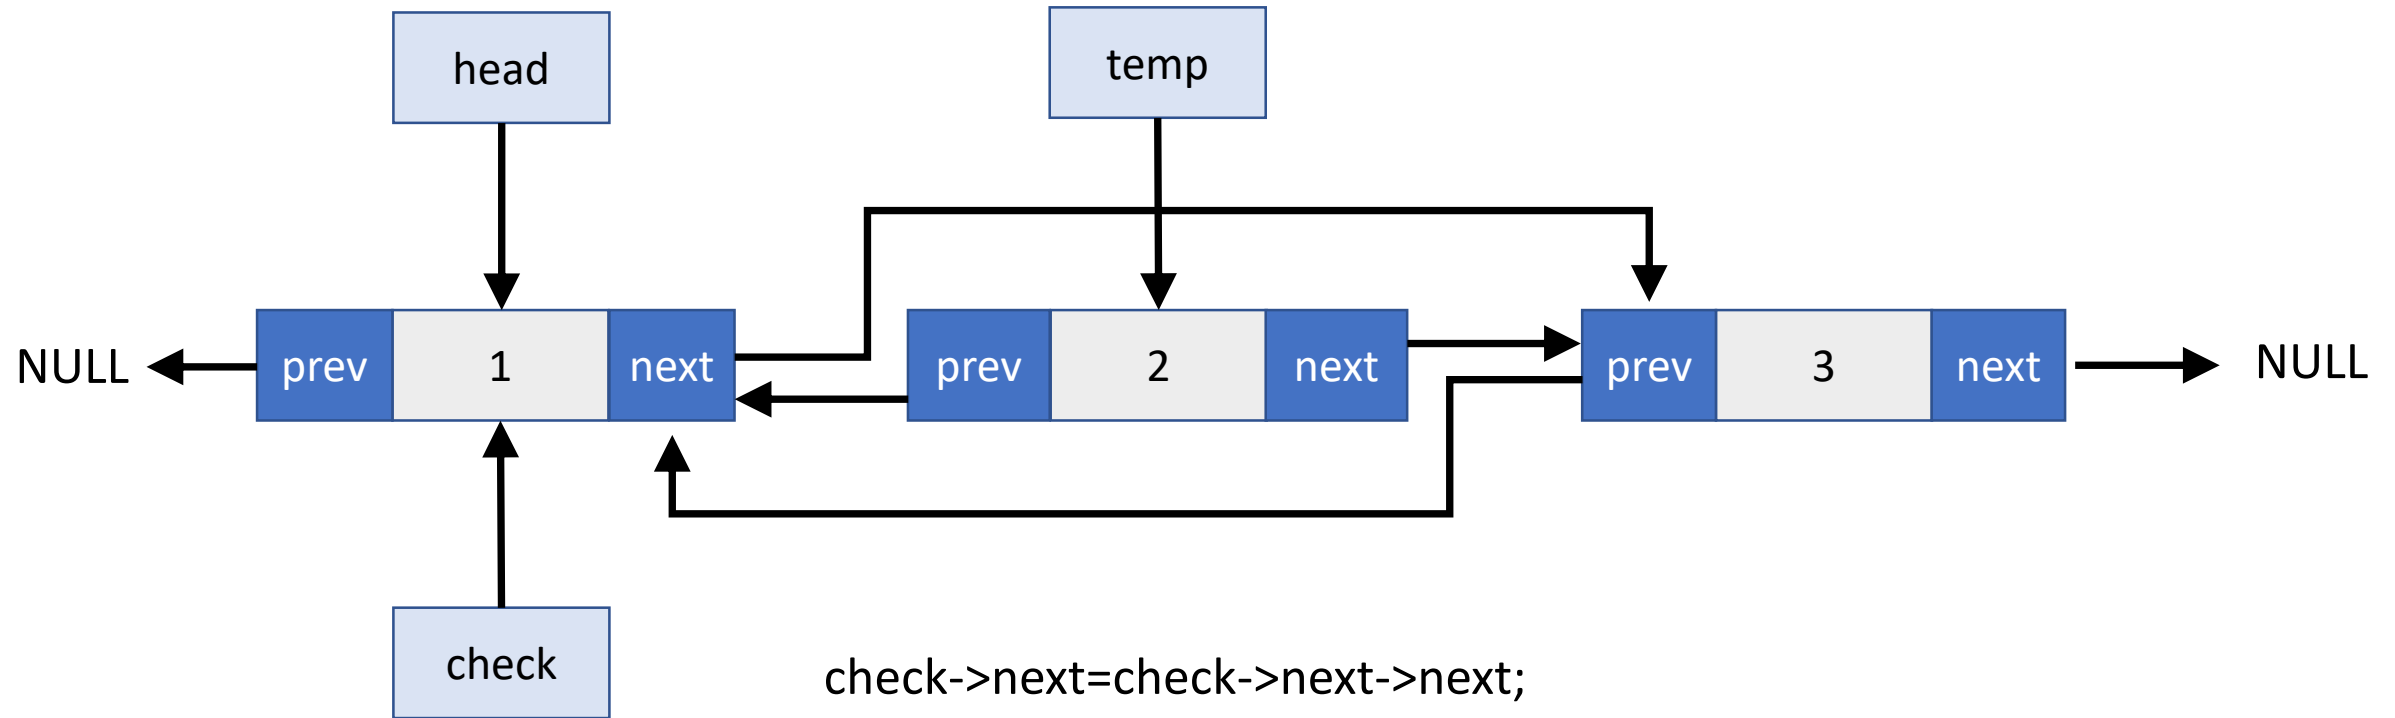 head
temp
NULL
prev
1
next
prev
2
next
prev
3
next
NULL
check
check->next=check->next->next;